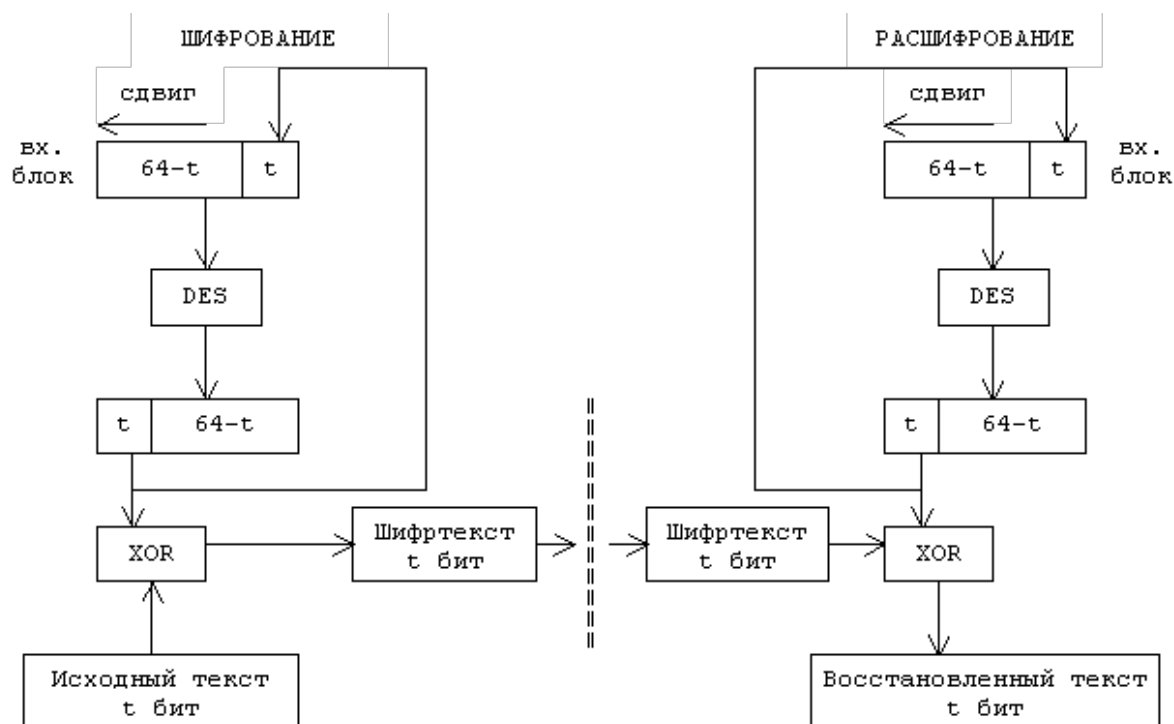 ШИФРОВАНИЕ
сдвиг
вх.
блок
64-t
t
DES
t
64-t
XOR
Шифртекст
t бит
Исходный текст
t бит
РАСШИФРОВАНИЕ
сдвиг
64-t
t
вх.
блок
DES
t
64-t
Шифртекст
t бит
XOR
Восстановленный текст
t бит